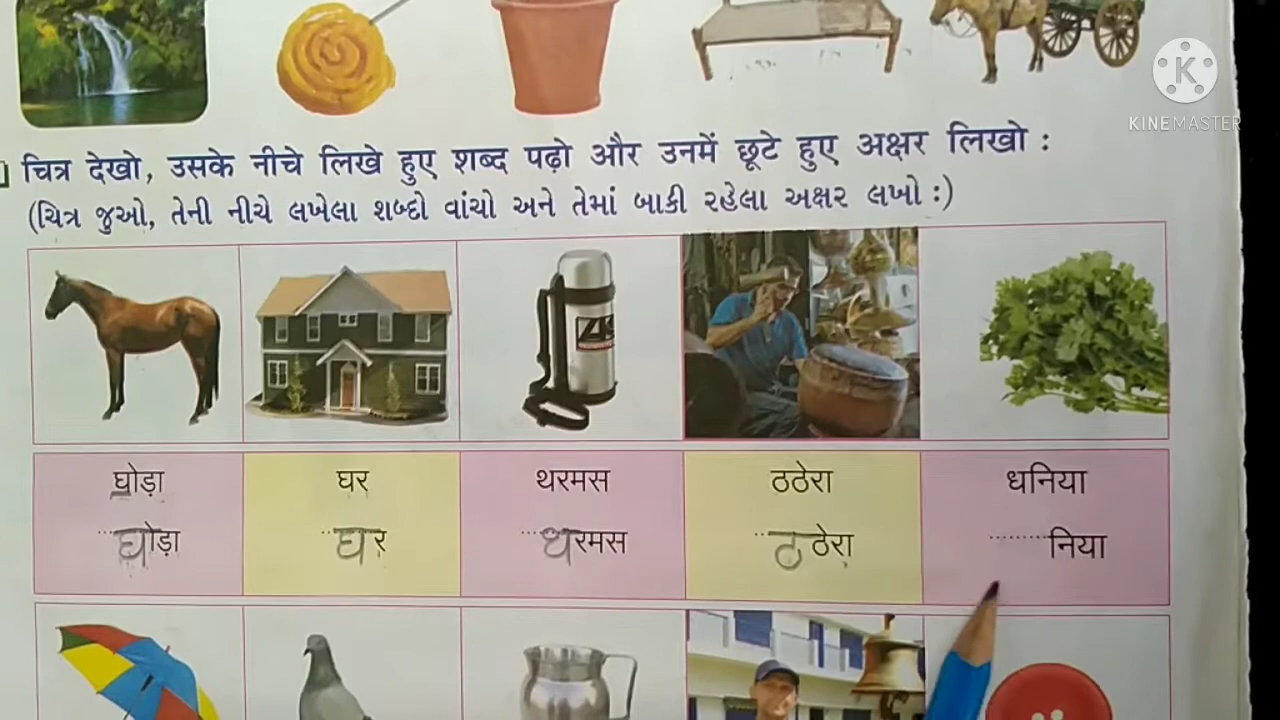 KINEMASTER
चित्र देखो, उसके नीचे लिखे हुए शब्द पढ़ो और उनमें छूटे हुए अक्षर लिखो :
(ચિત્ર જુઓ, તેની નીચે લખેલા શબ્દો વાંચો અને તેમાં બાકી રહેલા અક્ષર લખો :)
घोड़ा घर थरमस ठठेरा धनिया
घोड़ा घर थरमस ठठेरा ........निया